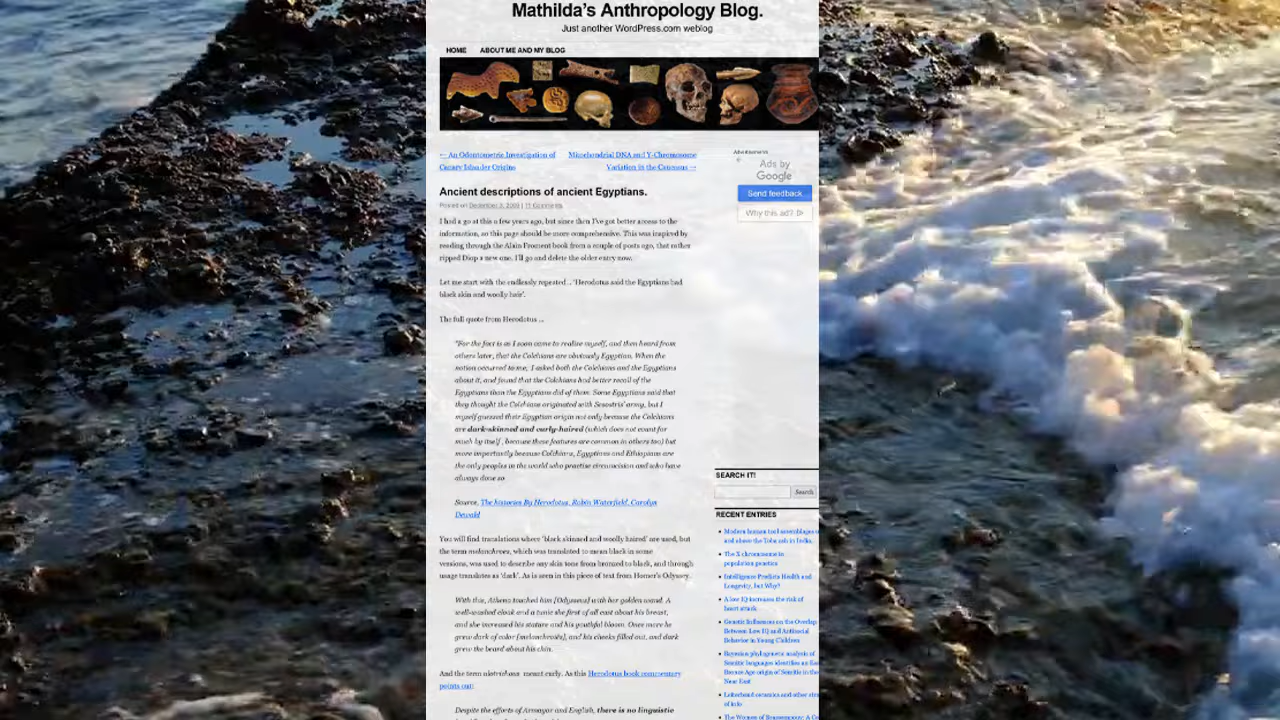 Mathilda's Anthropology Blog.
Just another WordPress.com weblog
HOME ABOUT ME AND MY BLOG
← An Odontometric Investigation of
Canary Islander Origins
Mitochondrial DNA and Y-Chromosome
Variation in the Caucasus →
Ancient descriptions of ancient Egyptians.
Posted on December 3, 2009 | 11 Comments
I had a go at this a few years ago, but since then I've got better access to the
information, so this page should be more comprehensive. This was inspired by
reading through the Alain Froment book from a couple of posts ago, that rather
ripped Diop a new one. I'll go and delete the older entry now.
Let me start with the endlessly repeated... 'Herodotus said the Egyptians had
black skin and woolly hair'.
The full quote from Herodotus ...
"For the fact is as I soon came to realise myself, and then heard from
others later, that the Colchians are obviously Egyptian. When the
notion occurred to me, I asked both the Colchians and the Egyptians
about it, and found that the Colchians had better recall of the
Egyptians than the Egyptians did of them. Some Egyptians said that
they thought the Colchians originated with Sesostris' army, but I
myself guessed their Egyptian origin not only because the Colchians
are dark-skinned and curly-haired (which does not count for
much by itself, because these features are common in others too) but
more importantly because Colchians, Egyptians and Ethiopians are
the only peoples in the world who practise circumcision and who have
always done so
Source, The histories By Herodotus, Robin Waterfield, Carolyn
Dewald
You will find translations where 'black skinned and woolly haired' are used, but
the term melanchroes, which was translated to mean black in some
versions, was used to describe any skin tone from bronzed to black, and through
usage translates as 'dark'. As is seen in this piece of text from Homer's Odyssey.
With this, Athena touched him [Odysseus] with her golden wand. A
well-washed cloak and a tunic she first of all cast about his breast,
and she increased his stature and his youthful bloom. Once more he
grew dark of color [melanchroiês], and his cheeks filled out, and dark
grew the beard about his chin.
And the term meant curly. As this Herodotus book commentary
points out:
Despite the efforts of Armayor and English, there is no linguistic
Advertisements
Ads by
Google
Send feedback
Why this ad?
SEARCH IT!
Search
RECENT ENTRIES
Modern human tool assemblages
and above the Toba ash in India.
The X chromosome in
population genetics
Intelligence Predicts Health and
Longevity, but Why?
A low IQ increases the risk of
heart attack
Genetic Influences on the Overlap
Between Low IQ and Antisocial
Behavior in Young Children
Bayesian phylogenetic analysis of
Semitic languages identifies an
Bronze Age origin of Semitic in the
Near East
ceramics and other
of info
The Women of